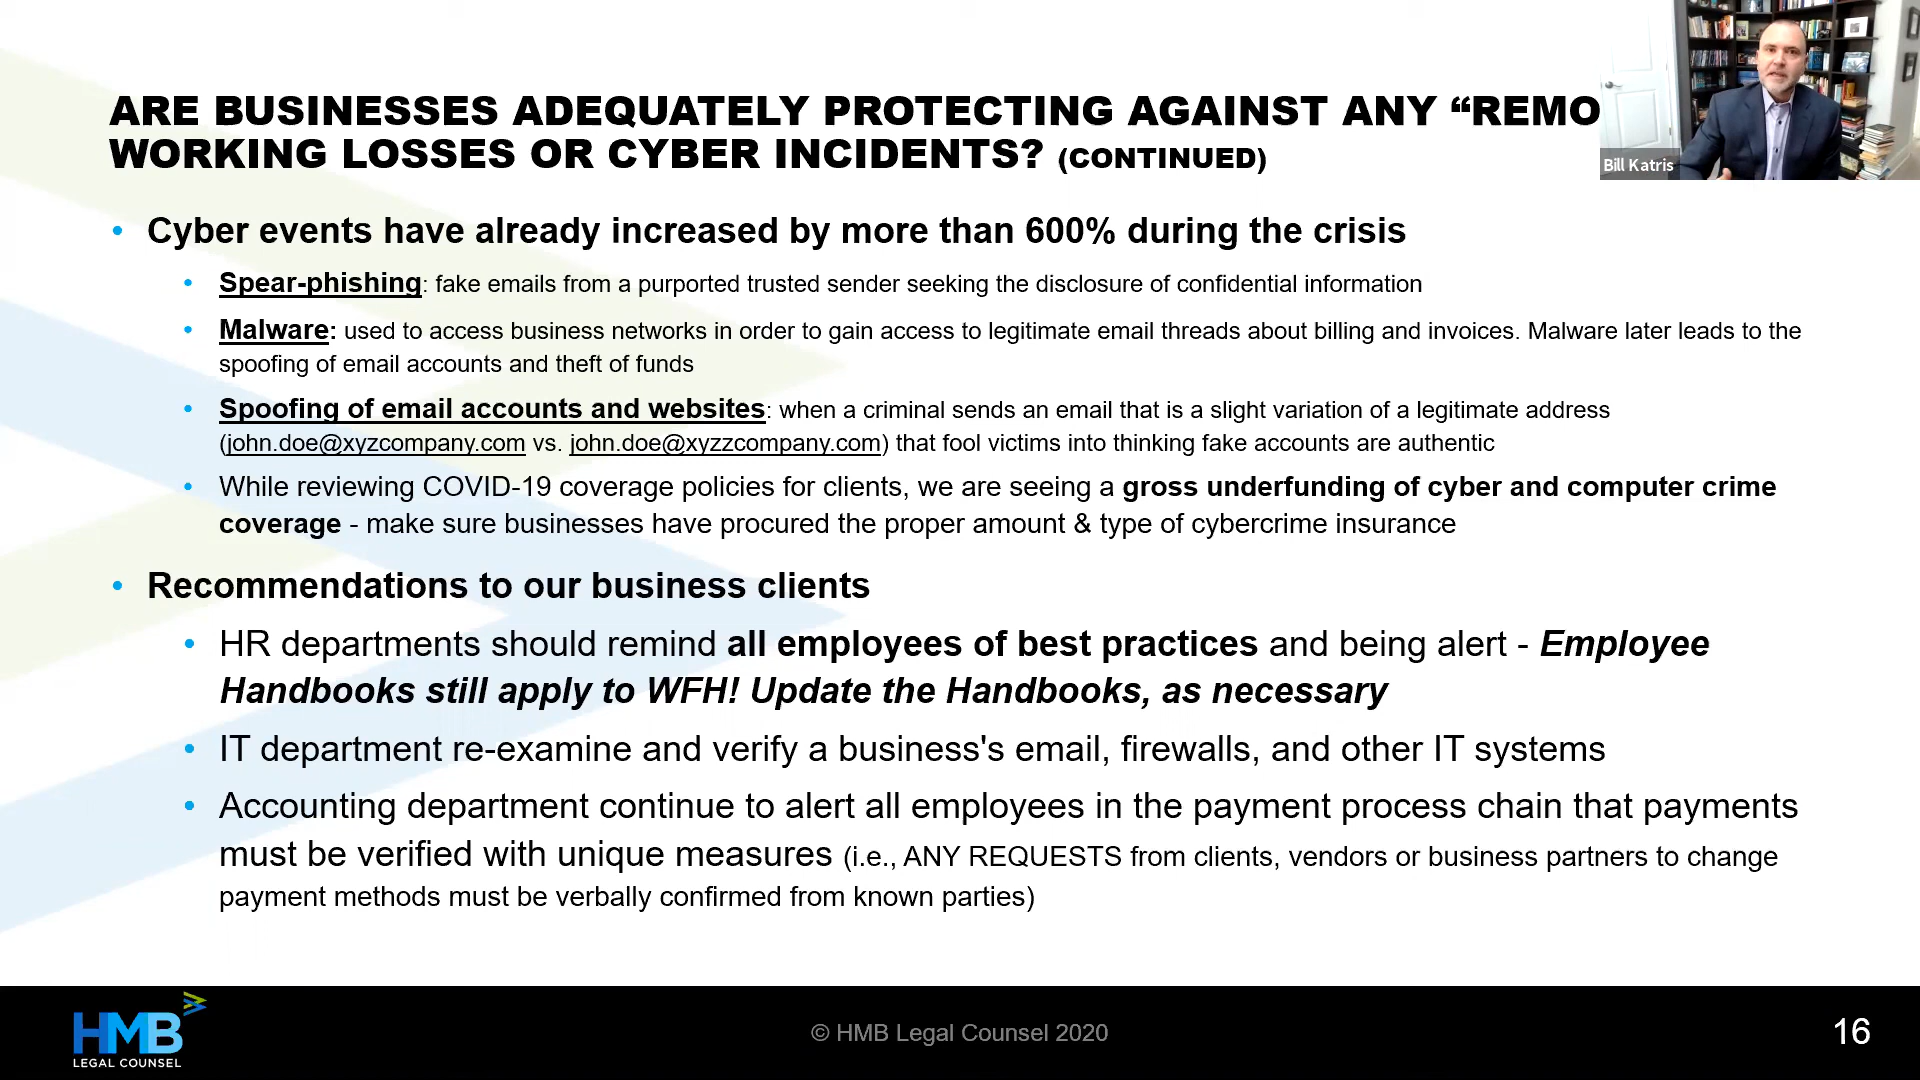 ARE BUSINESSES ADEQUATELY PROTECTING AGAINST ANY “REMO
WORKING LOSSES OR CYBER INCIDENTS? (CONTINUED)
Bill Katris
• Cyber events have already increased by more than 600% during the crisis
• Spear-phishing: fake emails from a purported trusted sender seeking the disclosure of confidential information
• Malware: used to access business networks in order to gain access to legitimate email threads about billing and invoices. Malware later leads to the
spoofing of email accounts and theft of funds
• Spoofing of email accounts and websites: when a criminal sends an email that is a slight variation of a legitimate address
(john.doe@xyzcompany.com vs. john.doe@xyzzcompany.com) that fool victims into thinking fake accounts are authentic
• While reviewing COVID-19 coverage policies for clients, we are seeing a gross underfunding of cyber and computer crime
coverage - make sure businesses have procured the proper amount & type of cybercrime insurance
• Recommendations to our business clients
• HR departments should remind all employees of best practices and being alert - Employee
Handbooks still apply to WFH! Update the Handbooks, as necessary
• IT department re-examine and verify a business's email, firewalls, and other IT systems
• Accounting department continue to alert all employees in the payment process chain that payments
must be verified with unique measures (i.e., ANY REQUESTS from clients, vendors or business partners to change
payment methods must be verbally confirmed from known parties)
HMB
LEGAL COUNSEL
© HMB Legal Counsel 2020
16